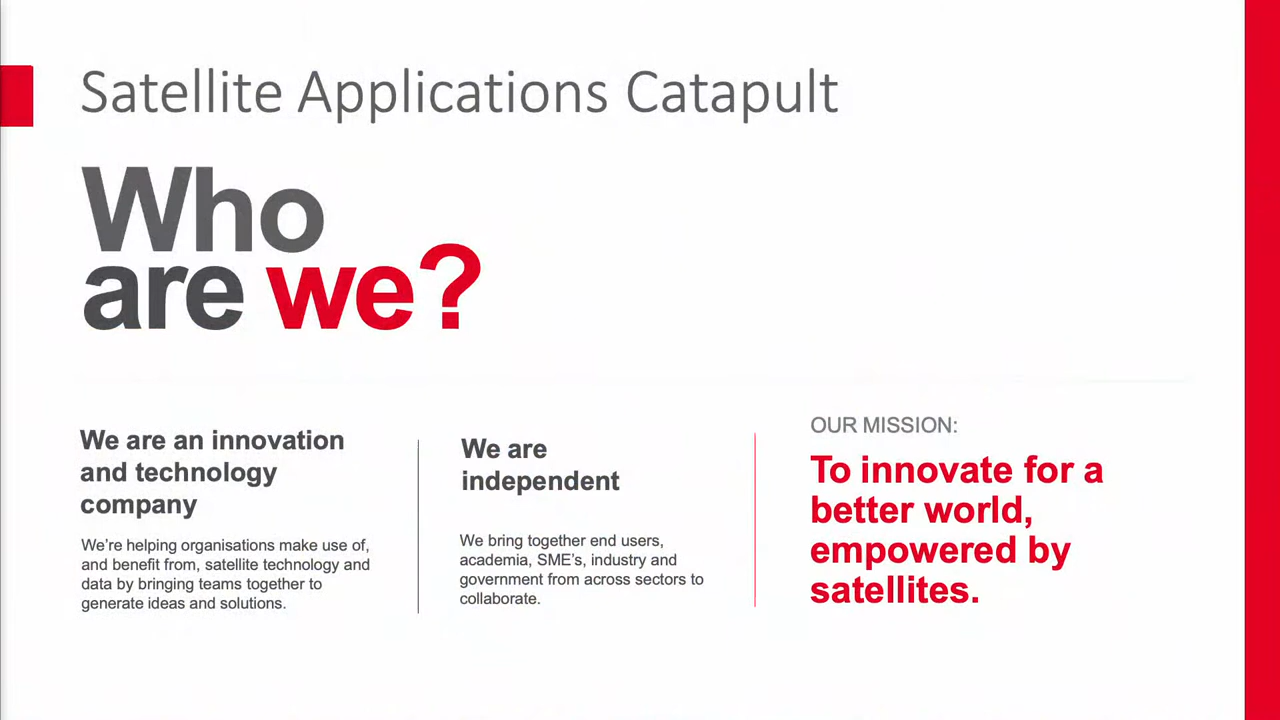 Satellite Applications Catapult
Who
are we?
We are an innovation
and technology
company
We’re helping organisations make use of,
and benefit from, satellite technology and
data by bringing teams together to
generate ideas and solutions.
We are
independent
We bring together end users,
academia, SME’s, industry and
government from across sectors to
collaborate.
OUR MISSION:
To innovate for a
better world,
empowered by
satellites.